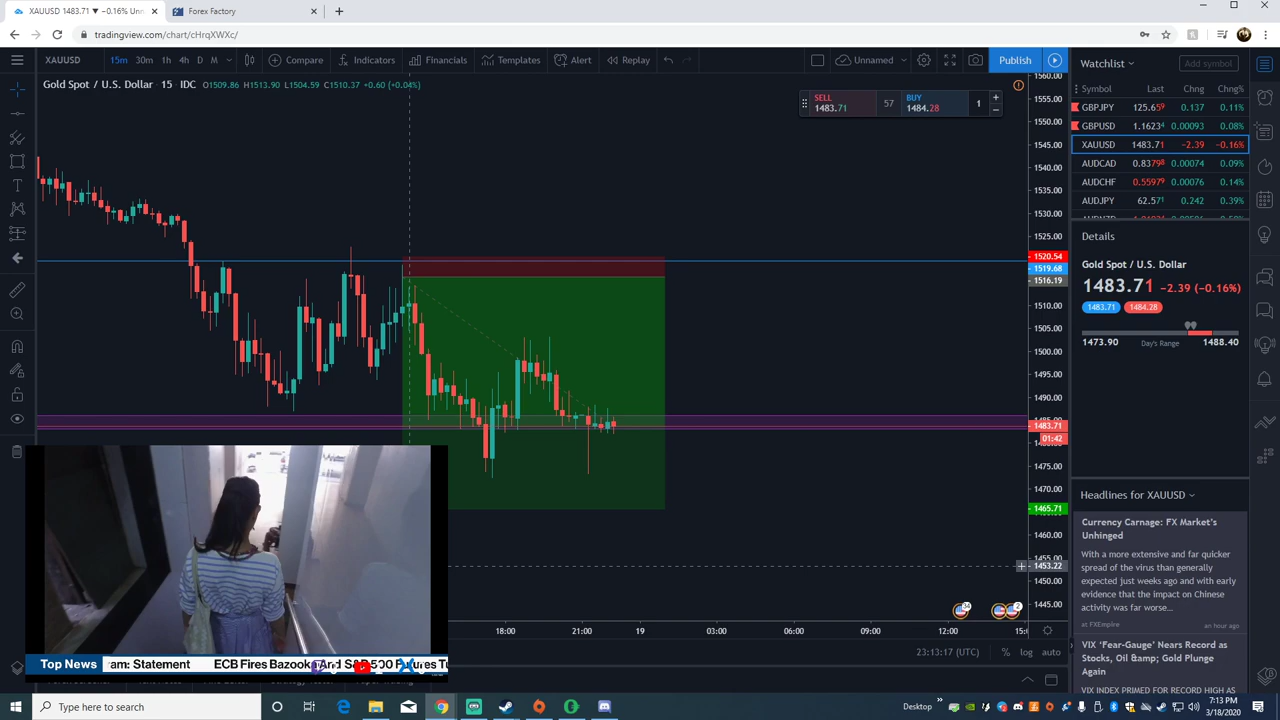 XAUUSD 1483.71 ▼ −0.16% Unn
Forex Factory
tradingview.com/chart/cHrqXWXc/
XAUUSD 15m 30m 1h 4h D M Compare Indicators Financials Templates Alert Replay Unnamed Publish
Gold Spot / U.S. Dollar · 15 · IDC O1509.86 H1513.90 L1504.59 C1510.37 +0.60 (+0.04%)
SELL
1483.71
57
BUY
1484.28
1
1560.00
1555.00
1550.00
1545.00
1540.00
1535.00
1530.00
1525.00
1520.54
1519.68
1516.19
1510.00
1505.00
1500.00
1495.00
1490.00
1483.71
01:42
1475.00
1470.00
1465.71
1460.00
1453.22
1450.00
1445.00
18:00 21:00 19 03:00 06:00 09:00 12:00 15:
23:13:17 (UTC) % log auto
Watchlist Add symbol
Symbol Last Chng Chng%
GBPJPY 125.659 0.137 0.11%
GBPUSD 1.16234 0.00093 0.08%
XAUUSD 1483.71 −2.39 −0.16%
AUDCAD 0.83798 0.00074 0.09%
AUDCHF 0.55979 0.00076 0.14%
AUDJPY 62.571 0.242 0.39%
Details
Gold Spot / U.S. Dollar
1483.71 −2.39 (−0.16%)
1483.71 1484.28
1473.90 Day's Range 1488.40
Headlines for XAUUSD
Currency Carnage: FX Market's
Unhinged
With a more extensive and far quicker
spread of the virus than generally
expected just weeks ago and with early
evidence that the impact on Chinese
activity was far worse...
at FXEmpire an hour ago
VIX 'Fear-Gauge' Nears Record as
Stocks, Oil &amp; Gold Plunge
Again
VIX INDEX PRIMED FOR RECORD HIGH AS
Top News am: Statement ECB Fires Bazooka And S&P 500 Futures Tu
Type here to search
Desktop
7:13 PM
3/18/2020